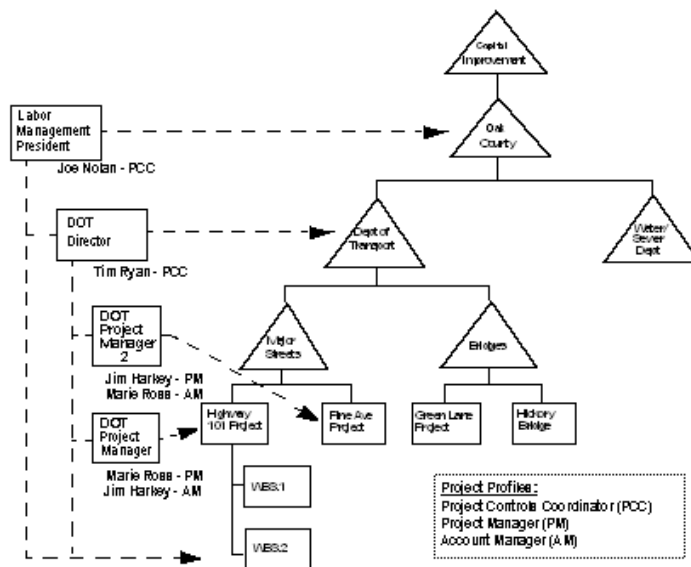 Capital
Improvement
Oak
County
Labor
Management
President
Joe Nolan - PCC
DOT
Director
Tim Ryan - PCC
Dept of
Transport
Water/
Sewer
Dept
DOT
Project
Manager
2
Jim Harkey - PM
Marie Ross - AM
Major
Streets
Bridges
DOT
Project
Manager
Marie Ross - PM
Jim Harkey - AM
Highway
101 Project
Pine Ave
Project
Green Lane
Project
Hickory
Bridge
WBS.1
WBS.2
Project Profiles:
Project Controls Coordinator (PCC)
Project Manager (PM)
Account Manager (AM)